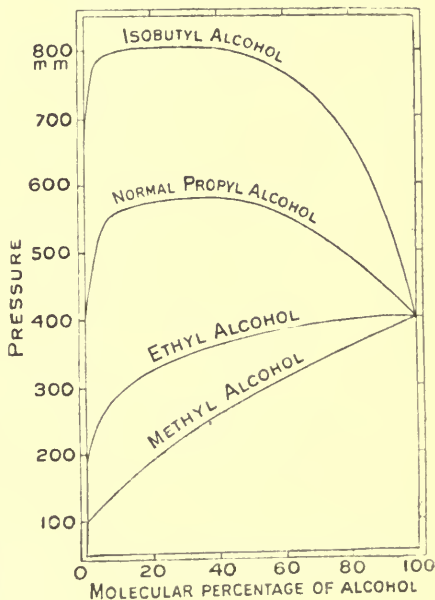 800
mm
700
600
500
400
300
200
100
PRESSURE
ISOBUTYL ALCOHOL
NORMAL PROPYL ALCOHOL
ETHYL ALCOHOL
METHYL ALCOHOL
0 20 40 60 80 100
MOLECULAR PERCENTAGE OF ALCOHOL